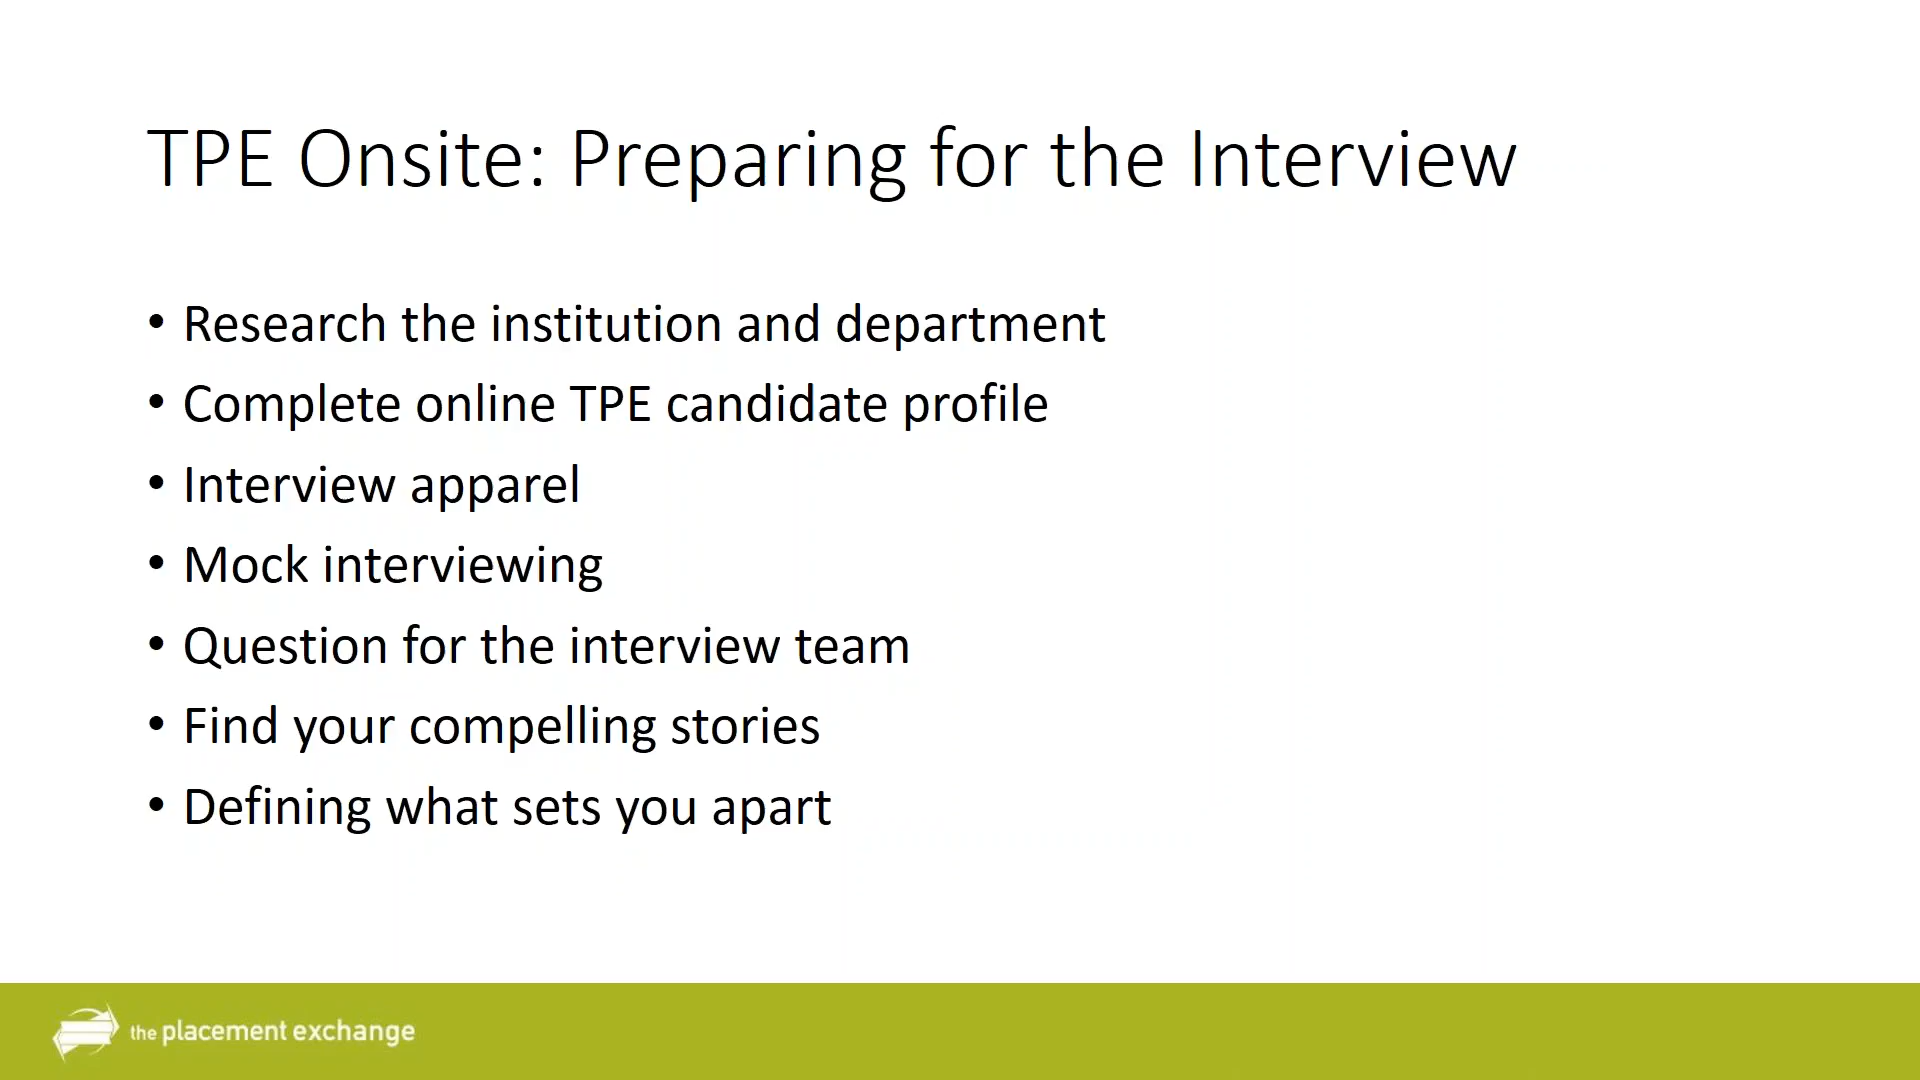 TPE Onsite: Preparing for the Interview
• Research the institution and department
• Complete online TPE candidate profile
• Interview apparel
• Mock interviewing
• Question for the interview team
• Find your compelling stories
• Defining what sets you apart
the placement exchange